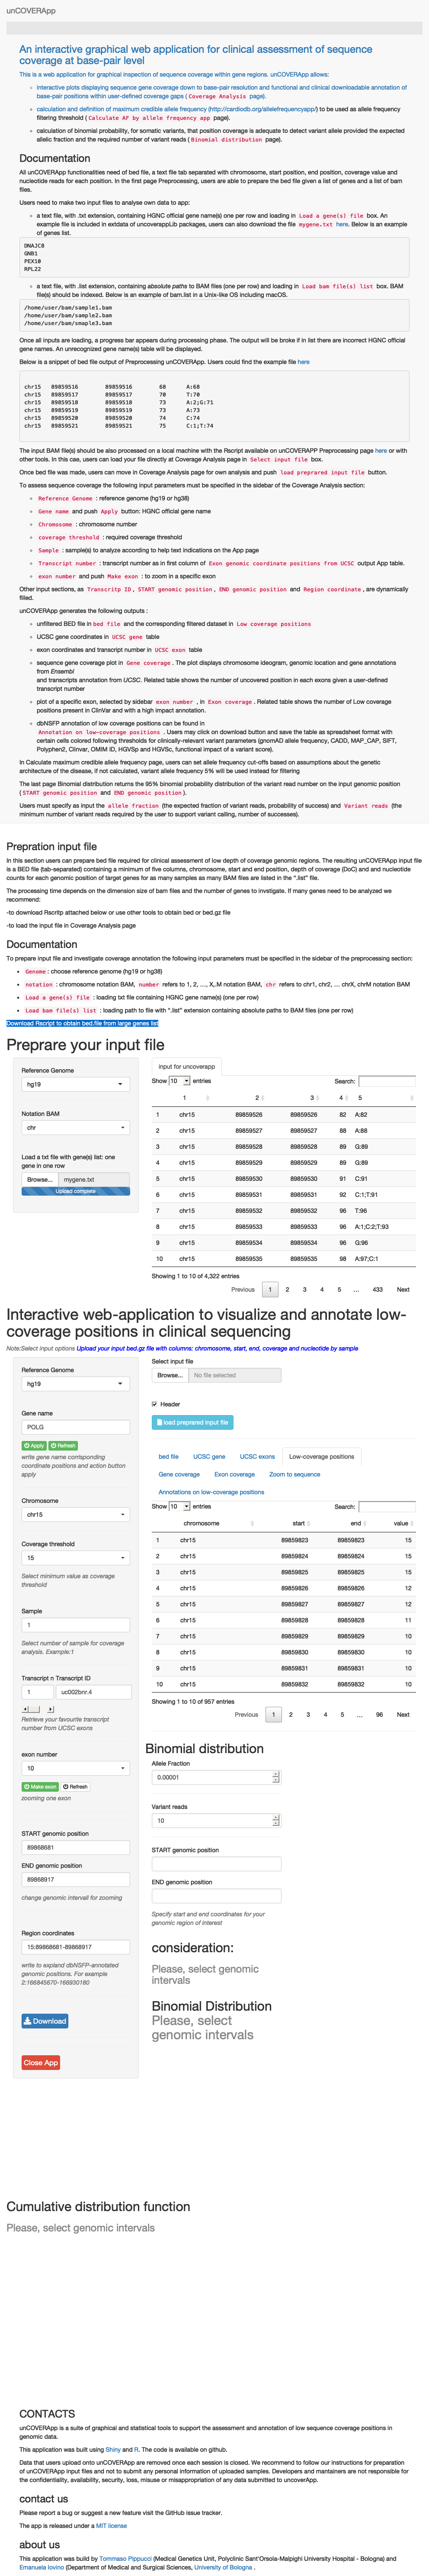 unCOVERApp
An interactive graphical web application for clinical assessment of sequence
coverage at base-pair level
This is a web application for graphical inspection of sequence coverage within gene regions. unCOVERApp allows:
interactive plots displaying sequence gene coverage down to base-pair resolution and functional and clinical downloadable annotation of
base-pair positions within user-defined coverage gaps ( Coverage Analysis page).
calculation and definition of maximum credible allele frequency (http://cardiodb.org/allelefrequencyapp/) to be used as allele frequency
filtering threshold ( Calculate AF by allele frequency app page).
calculation of binomial probability, for somatic variants, that position coverage is adequate to detect variant allele provided the expected
allelic fraction and the required number of variant reads ( Binomial distribution page).
Documentation
All unCOVERApp functionalities need of bed file, a text file tab separated with chromosome, start position, end position, coverage value and
nucleotide reads for each position. In the first page Preprocessing, users are able to prepare the bed file given a list of genes and a list of bam
files.
Users need to make two input files to analyse own data to app:
a text file, with .txt extension, containing HGNC official gene name(s) one per row and loading in Load a gene(s) file box. An
example file is included in extdata of uncoverappLib packages, users can also download the file mygene.txt here. Below is an example
of genes list.
DNAJC8
GNB1
PEX10
RPL22
a text file, with .list extension, containing absolute paths to BAM files (one per row) and loading in Load bam file(s) list box. BAM
file(s) should be indexed. Below is an example of bam.list in a Unix-like OS including macOS.
/home/user/bam/sample1.bam
/home/user/bam/sample2.bam
/home/user/bam/smaple3.bam
Once all inputs are loading, a progress bar appears during processing phase. The output will be broke if in list there are incorrect HGNC official
gene names. An unrecognized gene name(s) table will be displayed.
Below is a snippet of bed file output of Preprocessing unCOVERApp. Users could finding the example file here
chr15 89859516 89859516 68 A:68
chr15 89859517 89859517 70 T:70
chr15 89859518 89859518 73 A:2;G:71
chr15 89859519 89859519 73 A:73
chr15 89859520 89859520 74 C:74
chr15 89859521 89859521 75 C:1;T:74
The input BAM file(s) should be also processed on a local machine with the Rscript available on unCOVERAPP Preprocessing page here or with
other tools. In this cae, users can load your file directly at Coverage Analysis page in Select input file box.
Once bed file was made, users can move in Coverage Analysis page for own analysis and push load preprared input file button.
To assess sequence coverage the following input parameters must be specified in the sidebar of the Coverage Analysis section:
Reference Genome : reference genome (hg19 or hg38)
Gene name and push Apply button: HGNC official gene name
Chromosome : chromosome number
coverage threshold : required coverage threshold
Sample : sample(s) to analyze according to help text indications on the App page
Transcript number : transcript number as in first column of Exon genomic coordinate positions from UCSC output App table.
exon number and push Make exon : to zoom in a specific exon
Other input sections, as Transcritp ID , START genomic position , END genomic position and Region coordinate , are dynamically
filled.
unCOVERApp generates the following outputs :
unfiltered BED file in bed file and the corresponding filtered dataset in Low coverage positions
UCSC gene coordinates in UCSC gene table
exon coordinates and transcript number in UCSC exon table
sequence gene coverage plot in Gene coverage . The plot displays chromosome ideogram, genomic location and gene annotations
from Ensembl
and transcripts annotation from UCSC. Related table shows the number of uncovered position in each exons given a user-defined
transcript number
plot of a specific exon, selected by sidebar exon number , in Exon coverage . Related table shows the number of Low coverage
positions present in ClinVar and with a high impact annotation.
dbNSFP annotation of low coverage positions can be found in
Annotation on low-coverage positions . Users may click on download button and save the table as spreadsheet format with
certain cells colored following thresholds for clinically-relevant variant parameters (gnomAD allele frequency, CADD, MAP_CAP, SIFT,
Polyphen2, Clinvar, OMIM ID, HGVSp and HGVSc, functional impact of a variant score).
In Calculate maximum credible allele frequency page, users can set allele frequency cut-offs based on assumptions about the genetic
architecture of the disease, if not calculated, variant allele frequency 5% will be used instead for filtering
The last page Binomial distribution returns the 95% binomial probability distribution of the variant read number on the input genomic position
( START genomic position and END genomic position ).
Users must specify as input the allele fraction (the expected fraction of variant reads, probability of success) and Variant reads (the
minimum number of variant reads required by the user to support variant calling, number of successes).
Prepration input file
In this section users can prepare bed file required for clinical assessment of low depth of coverage genomic regions. The resulting unCOVERApp input file
is a BED file (tab-separated) containing a minimum of five columns, chromosome, start and end position, depth of coverage (DoC) and and nucleotide
counts for each genomic position of target genes for as many samples as many BAM files are listed in the ".list" file.
The processing time depends on the dimension size of bam files and the number of genes to investigate. If many genes need to be analyzed we
recommend:
-to download Rscritp attached below or use other tools to obtain bed or bed.gz file
-to load the input file in Coverage Analysis page
Documentation
To prepare input file and investigate coverage annotation the following input parameters must be specified in the sidebar of the preprocessing section:
Genome : choose reference genome (hg19 or hg38)
notation : chromosome notation BAM, number refers to 1, 2, ..., X,.M notation BAM, chr refers to chr1, chr2, ... chrX, chrM notation BAM
Load a gene(s) file : loading txt file containing HGNC gene name(s) (one per row)
Load bam file(s) list : loading path to file with ".list" extension containing absolute paths to BAM files (one per row)
Download Rscript to obtain bed.file from large genes list
Preprare your input file
Reference Genome
hg19
Notation BAM
chr
Load a txt file with gene(s) list: one
gene in one row
Browse... mygene.txt
Upload complete
input for uncoverapp
Show 10 entries Search:
1 2 3 4 5
1 chr15 89859526 89859526 82 A:82
2 chr15 89859527 89859527 88 A:88
3 chr15 89859528 89859528 89 G:89
4 chr15 89859529 89859529 89 G:89
5 chr15 89859530 89859530 91 C:91
6 chr15 89859531 89859531 92 C:1;T:91
7 chr15 89859532 89859532 96 T:96
8 chr15 89859533 89859533 96 A:1;C:2;T:93
9 chr15 89859534 89859534 96 G:96
10 chr15 89859535 89859535 98 A:97;C:1
Showing 1 to 10 of 4,322 entries
Previous 1 2 3 4 5 ... 433 Next
Interactive web-application to visualize and annotate low-
coverage positions in clinical sequencing
Note:Select input options Upload your input bed.gz file with columns: chromosome, start, end, coverage and nucleotide by sample
Reference Genome
hg19
Gene name
POLG
Apply Refresh
write gene name corrisponding
coordinate positions and action button
apply
Chromosome
chr15
Coverage threshold
15
Select minimum value as coverage
threshold
Sample
1
Select number of sample for coverage
analysis. Example:1
Transcript n Transcript ID
1 uc002bnr.4
Retrieve your favourite transcript
number from UCSC exons
exon number
10
Make exon Refresh
zooming one exon
START genomic position
89868681
END genomic position
89868917
change genomic intervall for zooming
Region coordinates
15:89868681-89868917
write to expland dbNSFP-annotated
genomic positions. For example
2:166845670-166930180
Download
Close App
Select input file
Browse... No file selected
Header
load preprared input file
bed file UCSC gene UCSC exons Low-coverage positions
Gene coverage Exon coverage Zoom to sequence
Annotations on low-coverage positions
Show 10 entries Search:
chromosome start end value
1 chr15 89859823 89859823 15
2 chr15 89859824 89859824 15
3 chr15 89859825 89859825 15
4 chr15 89859826 89859826 12
5 chr15 89859827 89859827 12
6 chr15 89859828 89859828 11
7 chr15 89859829 89859829 10
8 chr15 89859830 89859830 10
9 chr15 89859831 89859831 10
10 chr15 89859832 89859832 10
Showing 1 to 10 of 957 entries
Previous 1 2 3 4 5 ... 96 Next
Binomial distribution
Allele Fraction
0.00001
Variant reads
10
START genomic position
END genomic position
Specify start and end coordinates for your
genomic region of interest
consideration:
Please, select genomic
intervals
Binomial Distribution
Please, select
genomic intervals
Cumulative distribution function
Please, select genomic intervals
CONTACTS
unCOVERApp is a suite of graphical and statistical tools to support the assessment and annotation of low sequence coverage positions in
genomic data.
This application was built using Shiny and R. The code is available on github.
Data that users upload onto unCOVERApp are removed once each session is closed. We recommend to follow our instructions for preparation
of unCOVERApp input files and not to submit any personal information of uploaded samples. Developers and mantainers are not responsible for
the confidentiality, availability, security, loss, misuse or misappropriation of any data submitted to uncoverApp.
contact us
Please report a bug or suggest a new feature visit the GitHub issue tracker.
The app is released under a MIT license
about us
This application was build by Tommaso Pippucci (Medical Genetics Unit, Polyclinic Sant'Orsola-Malpighi University Hospital - Bologna) and
Emanuela Iovino (Department of Medical and Surgical Sciences, University of Bologna .